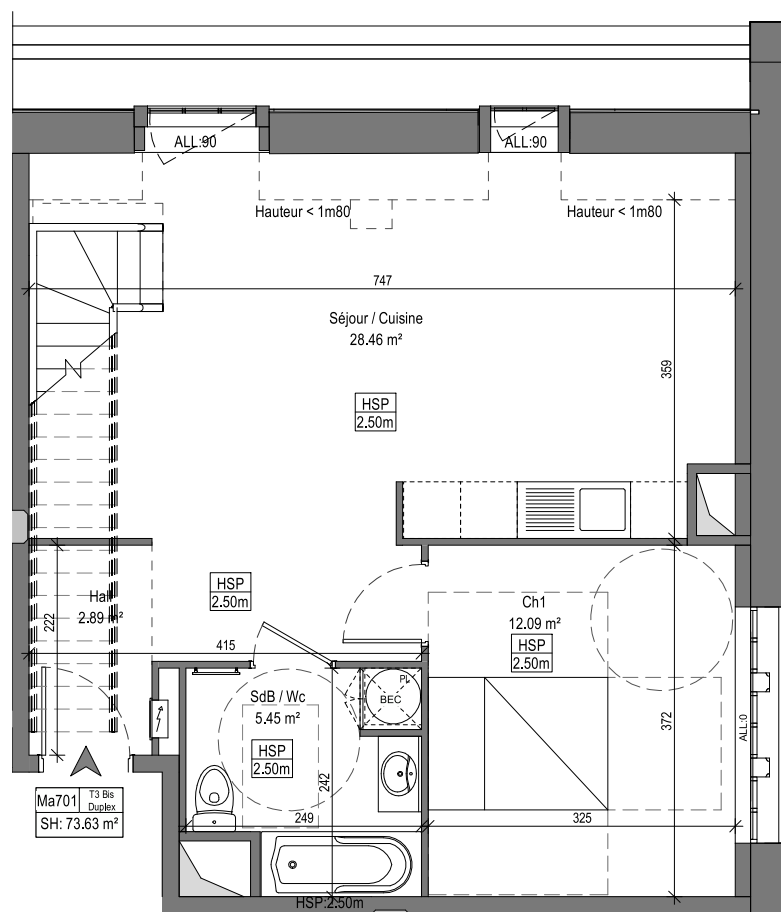 ALL:90
ALL:90
Hauteur < 1m80
Hauteur < 1m80
747
Séjour / Cuisine
28.46 m²
359
HSP
2.50m
HSP
2.50m
Hall
2.89 m²
222
415
Ch1
12.09 m²
HSP
2.50m
SdB / Wc
5.45 m²
PL
BEC
HSP
2.50m
242
372
ALL:0
Ma701
T3 Bis
Duplex
SH: 73.63 m²
249
325
HSP:2.50m